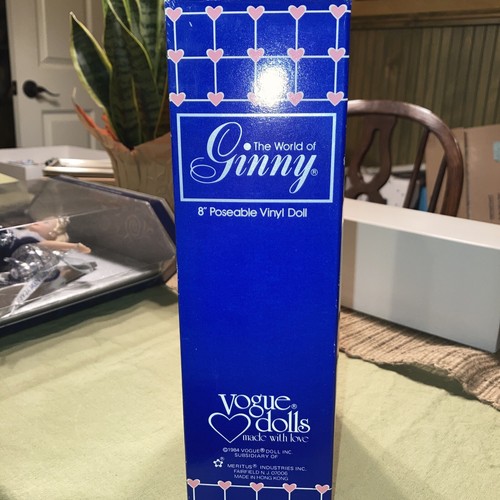 The World of
Ginny®
8" Poseable Vinyl Doll
Vogue®
dolls
made with love
©1984 VOGUE® DOLL INC
SUBSIDIARY OF
MERITUS® INDUSTRIES INC.
FAIRFIELD N.J. 07006
MADE IN HONG KONG